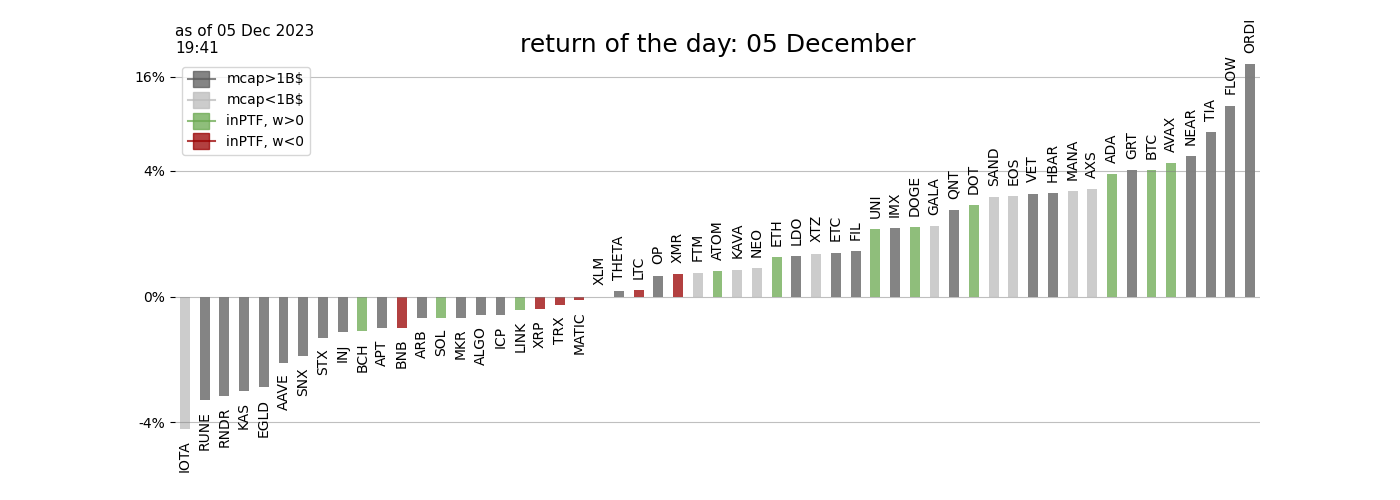 as of 05 Dec 2023
19:41
return of the day: 05 December
mcap>1B$
mcap<1B$
inPTF, w>0
inPTF, w<0
16%
4%
0%
-4%
IOTA
RUNE
RNDR
KAS
EGLD
AAVE
SNX
STX
INJ
BCH
APT
BNB
ARB
SOL
MKR
ALGO
ICP
LINK
XRP
TRX
MATIC
XLM
THETA
LTC
OP
XMR
FTM
ATOM
KAVA
NEO
ETH
LDO
XTZ
ETC
FIL
UNI
IMX
DOGE
GALA
QNT
DOT
SAND
EOS
VET
HBAR
MANA
AXS
ADA
GRT
BTC
AVAX
NEAR
TIA
FLOW
ORDI